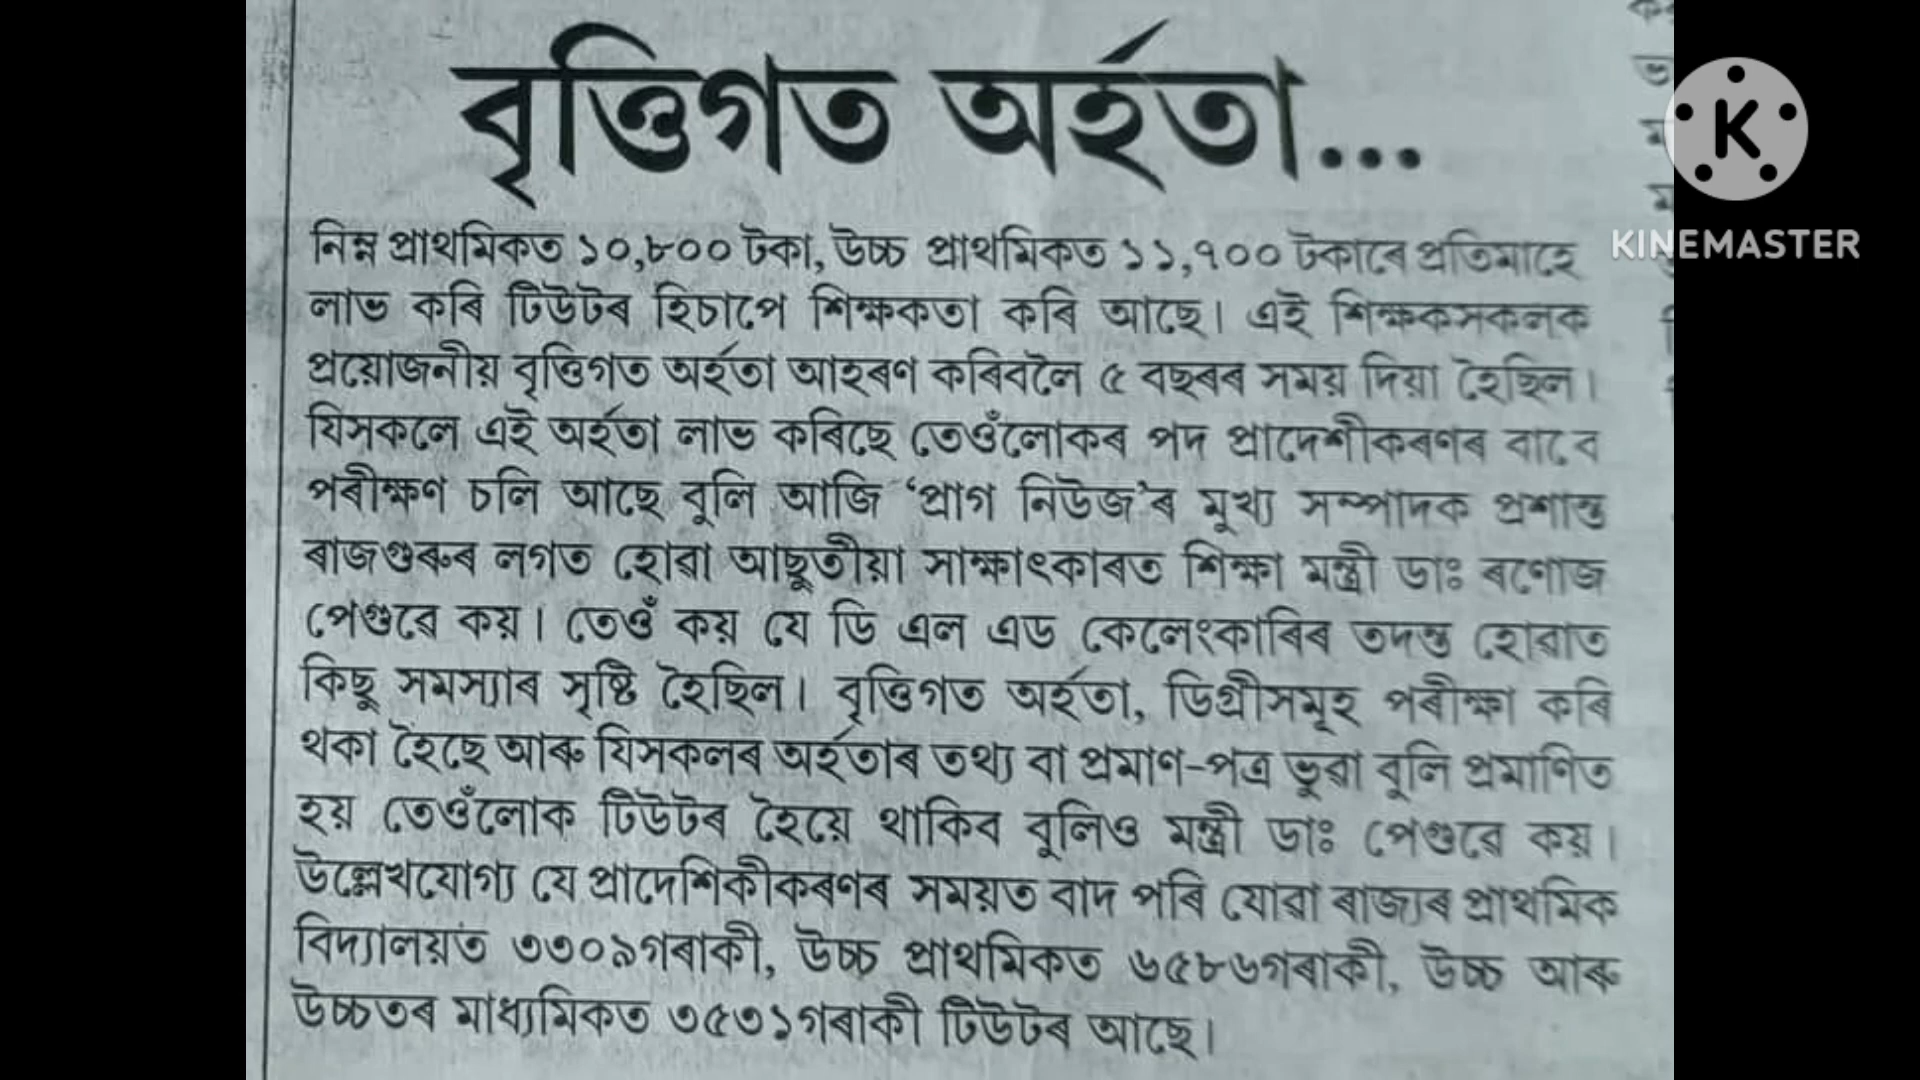 বৃত্তিগত অৰ্হতা...
নিম্ন প্ৰাথমিকত ১০,৮০০ টকা, উচ্চ প্ৰাথমিকত ১১,৭০০ টকাৰে প্ৰতিমাহে
লাভ কৰি টিউটৰ হিচাপে শিক্ষকতা কৰি আছে। এই শিক্ষকসকলক
প্ৰয়োজনীয় বৃত্তিগত অৰ্হতা আহৰণ কৰিবলৈ ৫ বছৰৰ সময় দিয়া হৈছিল।
যিসকলে এই অৰ্হতা লাভ কৰিছে তেওঁলোকৰ পদ প্ৰাদেশীকৰণৰ বাবে
পৰীক্ষণ চলি আছে বুলি আজি ‘প্ৰাগ নিউজ’ৰ মুখ্য সম্পাদক প্ৰশান্ত
ৰাজগুৰুৰ লগত হোৱা আছুতীয়া সাক্ষাৎকাৰত শিক্ষা মন্ত্ৰী ডাঃ ৰণোজ
পেগুৱে কয়। তেওঁ কয় যে ডি এল এড কেলেংকাৰিৰ তদন্ত হোৱাত
কিছু সমস্যাৰ সৃষ্টি হৈছিল। বৃত্তিগত অৰ্হতা, ডিগ্ৰীসমূহ পৰীক্ষা কৰি
থকা হৈছে আৰু যিসকলৰ অৰ্হতাৰ তথ্য বা প্ৰমাণ-পত্ৰ ভুৱা বুলি প্ৰমাণিত
হয় তেওঁলোক টিউটৰ হৈয়ে থাকিব বুলিও মন্ত্ৰী ডাঃ পেগুৱে কয়।
উল্লেখযোগ্য যে প্ৰাদেশিকীকৰণৰ সময়ত বাদ পৰি যোৱা ৰাজ্যৰ প্ৰাথমিক
বিদ্যালয়ত ৩৩০৯গৰাকী, উচ্চ প্ৰাথমিকত ৬৫৮৬গৰাকী, উচ্চ আৰু
উচ্চতৰ মাধ্যমিকত ৩৫৩১গৰাকী টিউটৰ আছে।
K
KINEMASTER